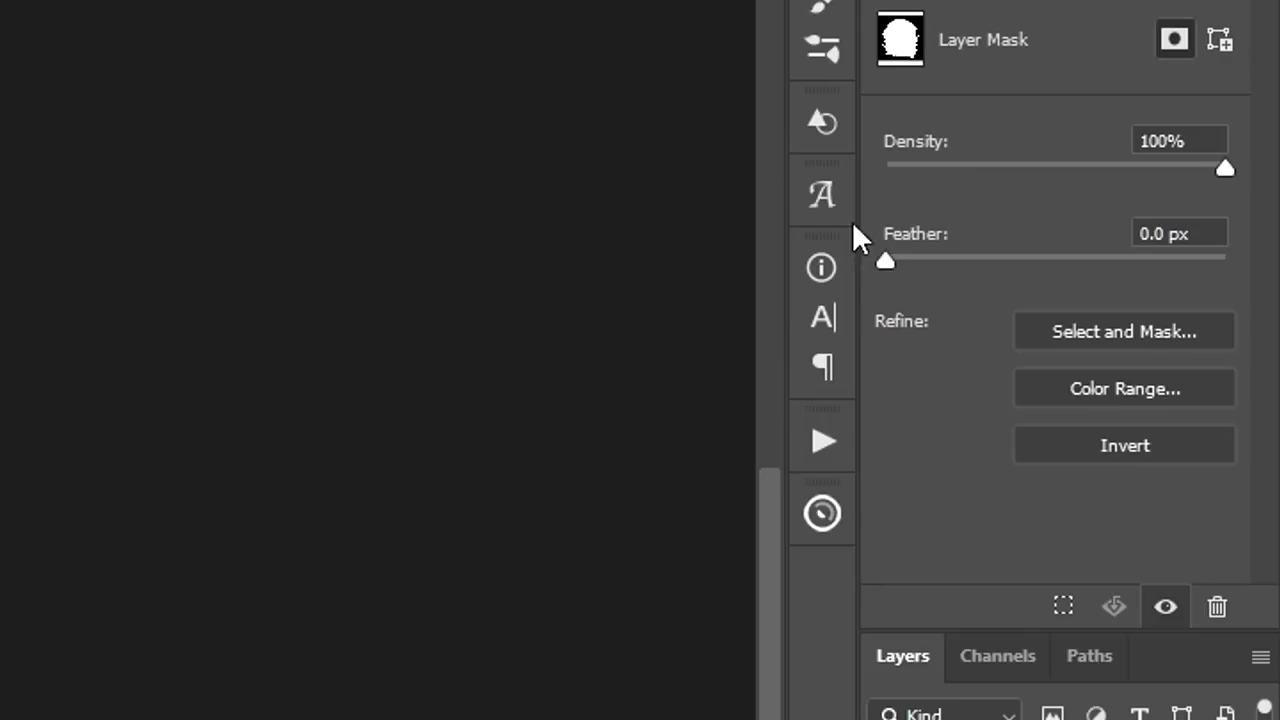 Layer Mask
Density: 100%
Feather: 0.0 px
Refine: Select and Mask...
Color Range...
Invert
Layers Channels Paths
Kind